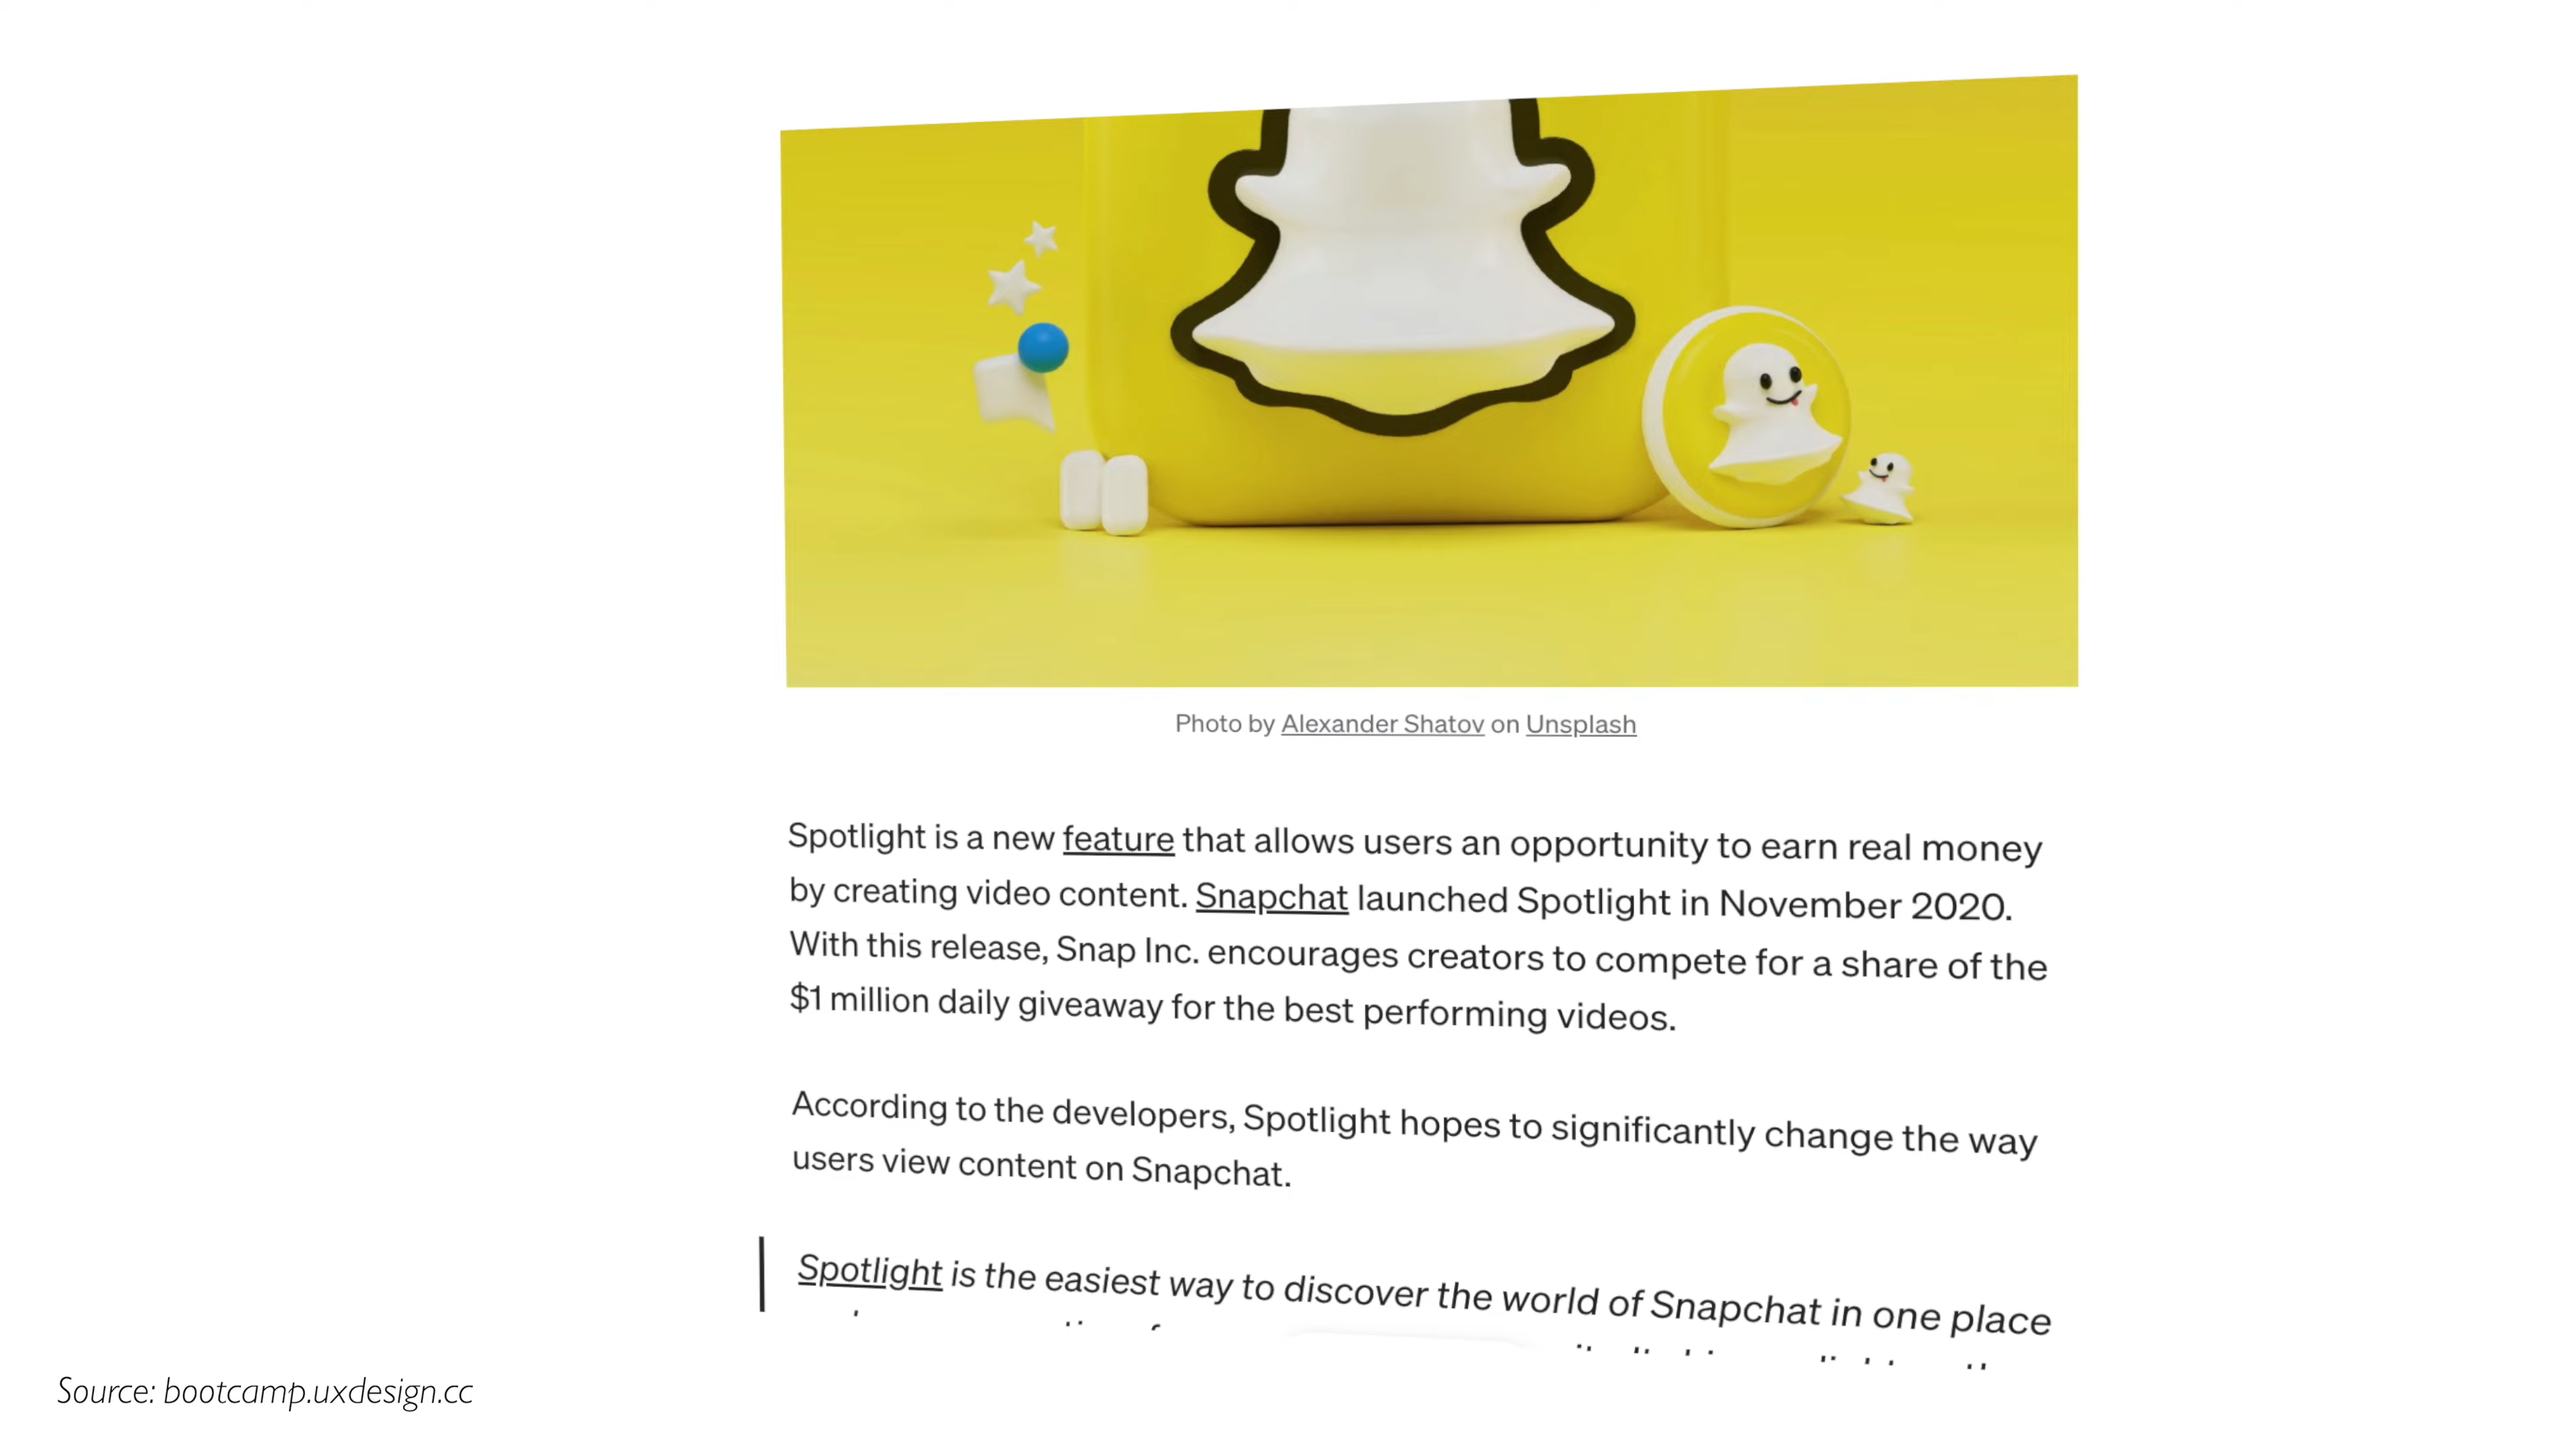 Photo by Alexander Shatov on Unsplash
Spotlight is a new feature that allows users an opportunity to earn real money
by creating video content. Snapchat launched Spotlight in November 2020.
With this release, Snap Inc. encourages creators to compete for a share of the
$1 million daily giveaway for the best performing videos.
According to the developers, Spotlight hopes to significantly change the way
users view content on Snapchat.
Spotlight is the easiest way to discover the world of Snapchat in one place
Source: bootcamp.uxdesign.cc